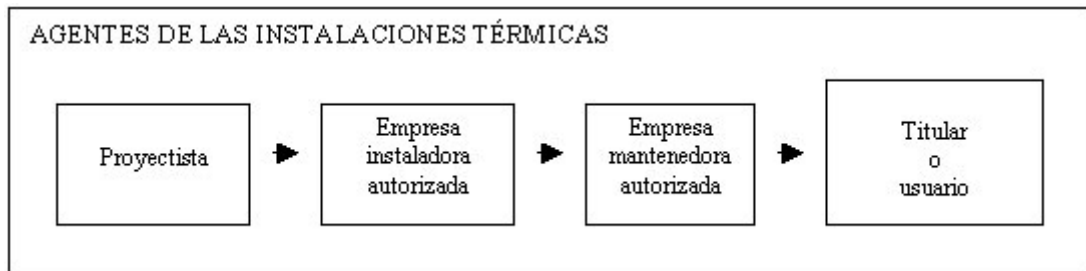 AGENTES DE LAS INSTALACIONES TÉRMICAS
Proyectista
Empresa
instaladora
autorizada
Empresa
mantenedora
autorizada
Titular
o
usuario